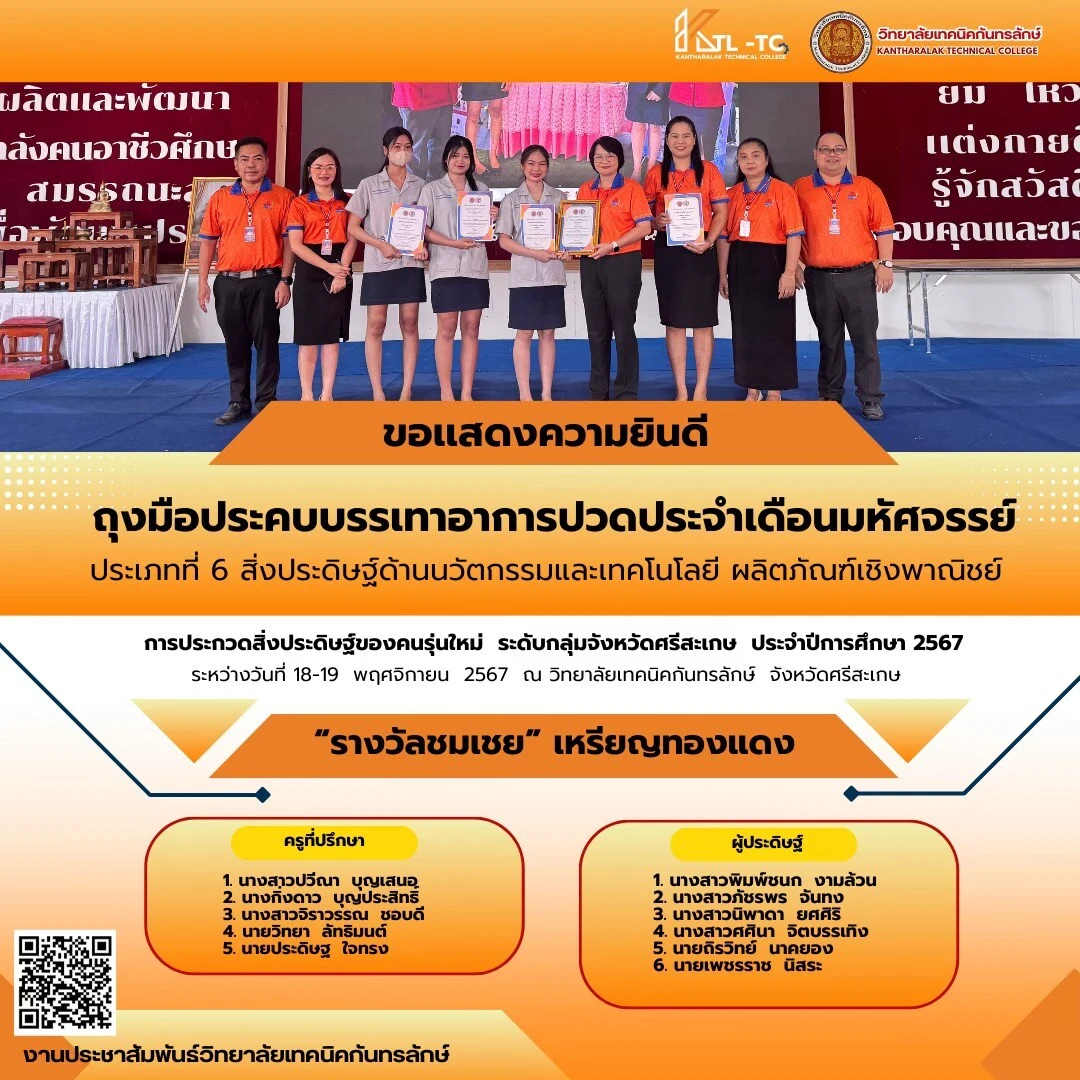 KTL -TC
KANTHARALAK TECHNICAL COLLEGE
วิทยาลัยเทคนิคกันทรลักษ์
KANTHARALAK TECHNICAL COLLEGE
ผลิตและพัฒนา
ลังคนอาชีวศึกษ
สมรรถนะส
ยิ้ม ไหว
แต่งกายด
รู้จักสวัสดี
อบคุณและขอ
ขอแสดงความยินดี
ถุงมือประคบบรรเทาอาการปวดประจำเดือนมหัศจรรย์
ประเภทที่ 6 สิ่งประดิษฐ์ด้านนวัตกรรมและเทคโนโลยี ผลิตภัณฑ์เชิงพาณิชย์
การประกวดสิ่งประดิษฐ์ของคนรุ่นใหม่ ระดับกลุ่มจังหวัดศรีสะเกษ ประจำปีการศึกษา 2567
ระหว่างวันที่ 18-19 พฤศจิกายน 2567 ณ วิทยาลัยเทคนิคกันทรลักษ์ จังหวัดศรีสะเกษ
“รางวัลชมเชย” เหรียญทองแดง
ครูที่ปรึกษา
1. นางสาวปวีณา บุญเสนอ
2. นางกิ่งดาว บุญประสิทธิ์
3. นางสาวจิราวรรณ ชอบดี
4. นายวิทยา ลัทธิมนต์
5. นายประดิษฐ ใจทรง
ผู้ประดิษฐ์
1. นางสาวพิมพ์ชนก งามล้วน
2. นางสาวภัชรพร จันทง
3. นางสาวนิพาดา ยศศิริ
4. นางสาวศศินา จิตบรรเทิง
5. นายถิรวิทย์ นาคยอง
6. นายเพชรราช นิสระ
งานประชาสัมพันธ์วิทยาลัยเทคนิคกันทรลักษ์